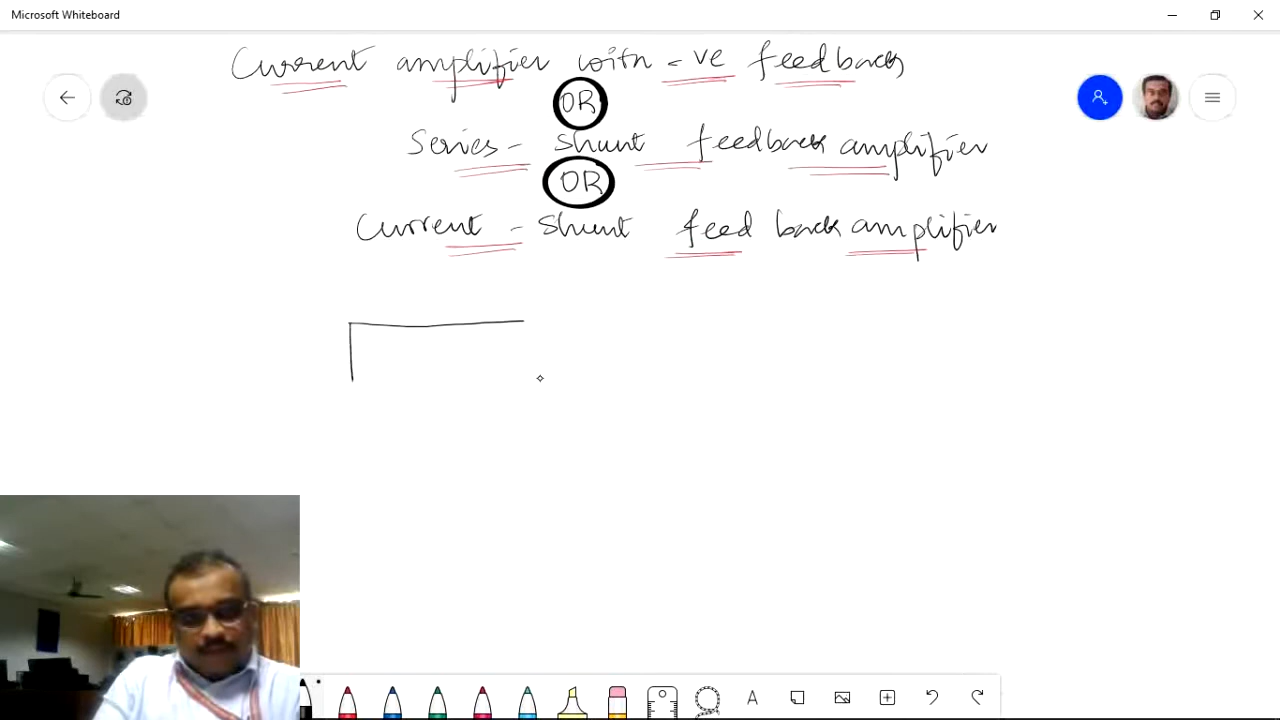 Microsoft Whiteboard
Current amplifier with -ve feedback
OR
Series - Shunt feedback amplifier
OR
Current - Shunt feed back amplifier
A